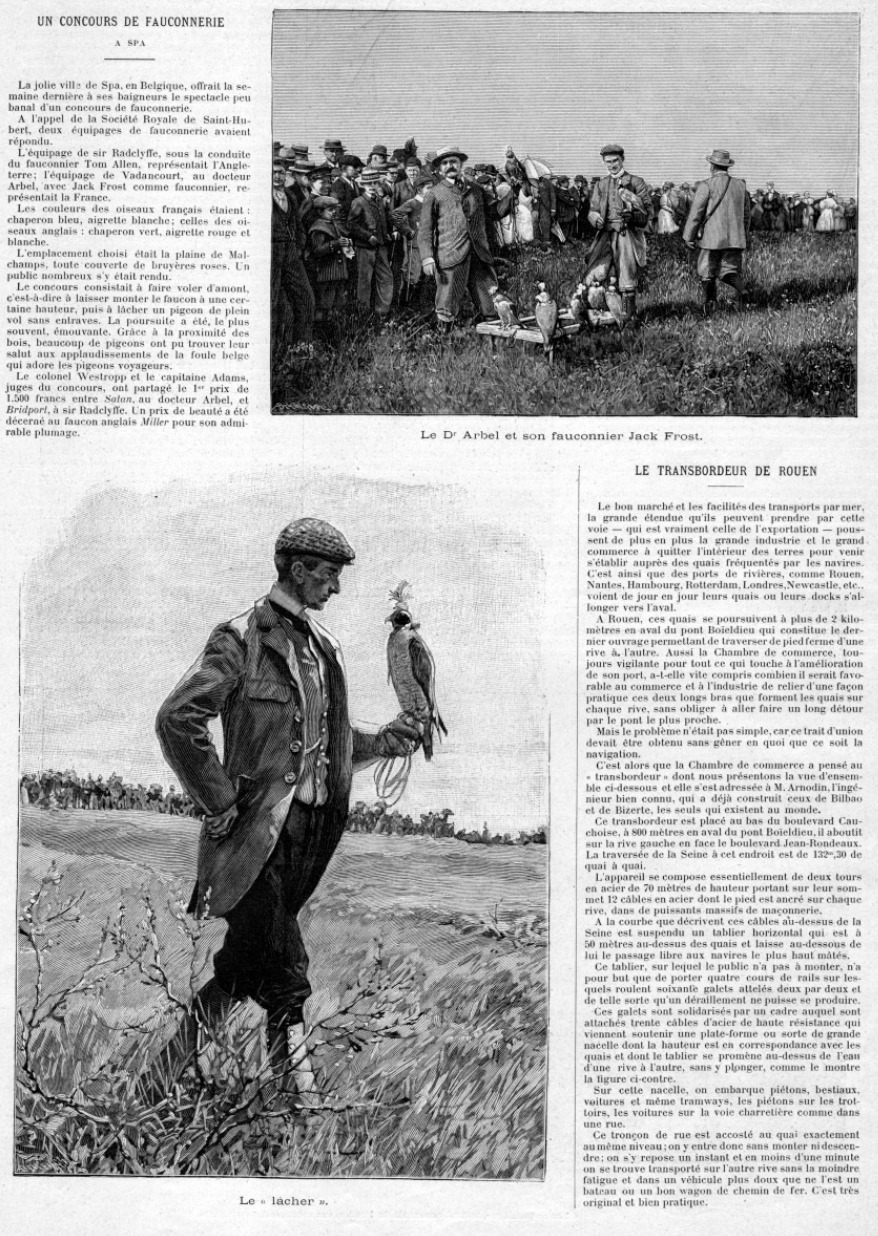 UN CONCOURS DE FAUCONNERIE
A SPA
La jolie ville de Spa, en Belgique, offrait la se-
maine dernière à ses baigneurs le spectacle peu
banal d'un concours de fauconnerie.
A l'appel de la Société Royale de Saint-Hu-
bert, deux équipages de fauconnerie avaient
répondu.
L'équipage de sir Radclyffe, sous la conduite
du fauconnier Tom Allen, représentait l'Angle-
terre; l'équipage de Vadancourt, au docteur
Arbel, avec Jack Frost comme fauconnier, re-
présentait la France.
Les couleurs des oiseaux français étaient :
chaperon bleu, aigrette blanche; celles des oi-
seaux anglais : chaperon vert, aigrette rouge et
blanche.
L'emplacement choisi était la plaine de Mal-
champs, toute couverte de bruyères roses. Un
public nombreux s'y était rendu.
Le concours consistait à faire voler d'amont,
c'est-à-dire à laisser monter le faucon à une cer-
taine hauteur, puis à lâcher un pigeon de plein
vol sans entraves. La poursuite a été, le plus
souvent, émouvante. Grâce à la proximité des
bois, beaucoup de pigeons ont pu trouver leur
salut aux applaudissements de la foule belge
qui adore les pigeons voyageurs.
Le colonel Westropp et le capitaine Adams,
juges du concours, ont partagé le 1er prix de
1.500 francs entre Satan, au docteur Arbel, et
Bridport, à sir Radclyffe. Un prix de beauté a été
décerné au faucon anglais Miller pour son admi-
rable plumage.
Le Dr Arbel et son fauconnier Jack Frost.
Le « lâcher ».
LE TRANSBORDEUR DE ROUEN
Le bon marché et les facilités des transports par mer,
la grande étendue qu'ils peuvent prendre par cette
voie — qui est vraiment celle de l'exportation — pous-
sent de plus en plus la grande industrie et le grand
commerce à quitter l'intérieur des terres pour venir
s'établir auprès des quais fréquentés par les navires.
C'est ainsi que des ports de rivières, comme Rouen,
Nantes, Hambourg, Rotterdam, Londres, Newcastle, etc.,
voient de jour en jour leurs quais ou leurs docks s'al-
longer vers l'aval.
A Rouen, ces quais se poursuivent à plus de 2 kilo-
mètres en aval du pont Boïeldieu qui constitue le der-
nier ouvrage permettant de traverser de pied ferme d'une
rive à l'autre. Aussi la Chambre de commerce, tou-
jours vigilante pour tout ce qui touche à l'amélioration
de son port, a-t-elle vite compris combien il serait favo-
rable au commerce et à l'industrie de relier d'une façon
pratique ces deux longs bras que forment les quais sur
chaque rive, sans obliger à aller faire un long détour
par le pont le plus proche.
Mais le problème n'était pas simple, car ce trait d'union
devait être obtenu sans gêner en quoi que ce soit la
navigation.
C'est alors que la Chambre de commerce a pensé au
« transbordeur » dont nous présentons la vue d'ensem-
ble ci-dessous et elle s'est adressée à M. Arnodin, l'ingé-
nieur bien connu, qui a déjà construit ceux de Bilbao
et de Bizerte, les seuls qui existent au monde.
Ce transbordeur est placé au bas du boulevard Cau-
choise, à 800 mètres en aval du pont Boïeldieu, il aboutit
sur la rive gauche en face le boulevard Jean-Rondeaux.
La traversée de la Seine à cet endroit est de 132m,30 de
quai à quai.
L'appareil se compose essentiellement de deux tours
en acier de 70 mètres de hauteur portant sur leur som-
met 12 câbles en acier dont le pied est ancré sur chaque
rive, dans de puissants massifs de maçonnerie.
A la courbe que décrivent ces câbles au-dessus de la
Seine est suspendu un tablier horizontal qui est à
50 mètres au-dessus des quais et laisse au-dessous de
lui le passage libre aux navires le plus haut mâtés.
Ce tablier, sur lequel le public n'a pas à monter, n'a
pour but que de porter quatre cours de rails sur les-
quels roulent soixante galets attelés deux par deux et
de telle sorte qu'un déraillement ne puisse se produire.
Ces galets sont solidarisés par un cadre auquel sont
attachés trente câbles d'acier de haute résistance qui
viennent soutenir une plate-forme ou sorte de grande
nacelle dont la hauteur est en correspondance avec les
quais et dont le tablier se promène au-dessus de l'eau
d'une rive à l'autre, sans y plonger, comme le montre
la figure ci-contre.
Sur cette nacelle, on embarque piétons, bestiaux,
voitures et même tramways, les piétons sur les trot-
toirs, les voitures sur la voie charretière comme dans
une rue.
Ce tronçon de rue est accosté au quai exactement
au même niveau; on y entre donc sans monter ni descen-
dre; on s'y repose un instant et en moins d'une minute
on se trouve transporté sur l'autre rive sans la moindre
fatigue et dans un véhicule plus doux que ne l'est un
bateau ou un bon wagon de chemin de fer. C'est très
original et bien pratique.